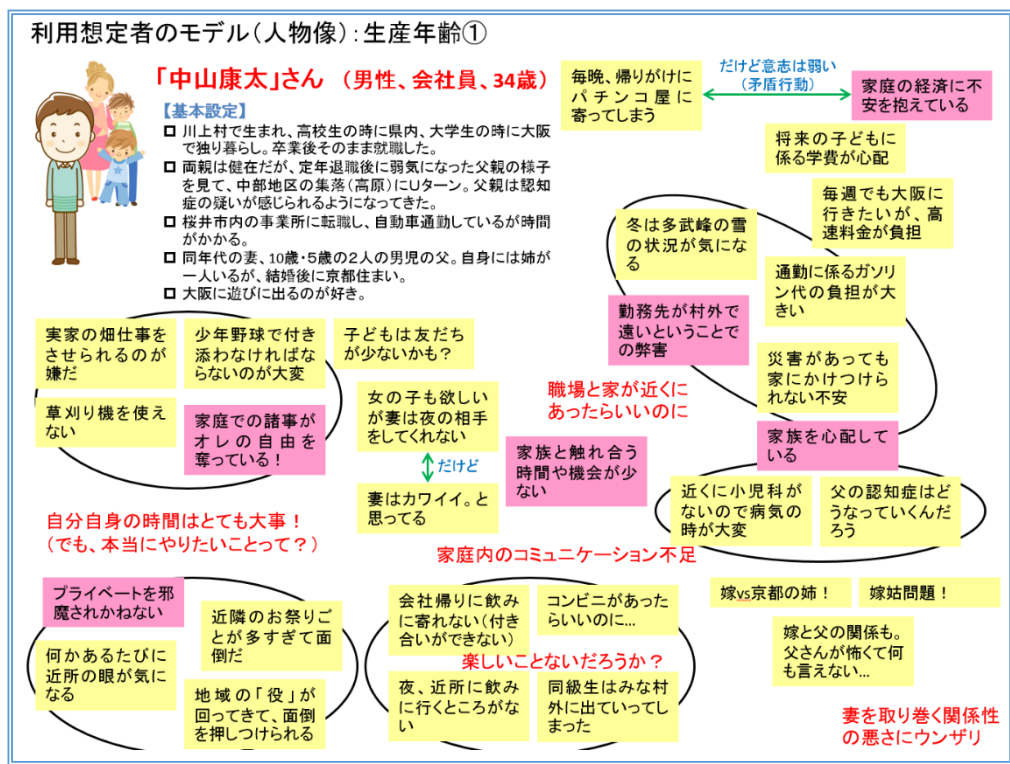 利用想定者のモデル(人物像):生産年齢①
「中山康太」さん (男性、会社員、34歳)
【基本設定】
川上村で生まれ、高校生の時に県内、大学生の時に大阪
で独り暮らし。卒業後そのまま就職した。
両親は健在だが、定年退職後に弱気になった父親の様子
を見て、中部地区の集落(高原)にUターン。父親は認知
症の疑いが感じられるようになってきた。
桜井市内の事業所に転職し、自動車通勤しているが時間
がかかる。
同年代の妻、10歳・5歳の2人の男児の父。自身には姉が
一人いるが、結婚後に京都住まい。
大阪に遊びに出るのが好き。
毎晩、帰りがけに
パチンコ屋に
寄ってしまう
だけど意志は弱い
(矛盾行動)
家庭の経済に不
安を抱えている
将来の子どもに
係る学費が心配
毎週でも大阪に
行きたいが、高
速料金が負担
冬は多武峰の雪
の状況が気にな
る
通勤に係るガソリ
ン代の負担が大
きい
勤務先が村外で
遠いということで
の弊害
災害があっても
家にかけつけら
れない不安
職場と家が近くに
あったらいいのに
家族を心配して
いる
近くに小児科が
ないので病気の
時が大変
父の認知症はど
うなっていくんだ
ろう
実家の畑仕事を
させられるのが
嫌だ
少年野球で付き
添わなければな
らないのが大変
子どもは友だち
が少ないかも?
草刈り機を使え
ない
家庭での諸事が
オレの自由を
奪っている!
女の子も欲しい
が妻は夜の相手
をしてくれない
だけど
妻はカワイイ。と
思ってる
家族と触れ合う
時間や機会が少
ない
自分自身の時間はとても大事!
(でも、本当にやりたいことって?)
家庭内のコミュニケーション不足
プライベートを邪
魔されかねない
近隣のお祭りご
とが多すぎて面
倒だ
何かあるたびに
近所の眼が気に
なる
地域の「役」が
回ってきて、面倒
を押しつけられる
会社帰りに飲み
に寄れない(付き
合いができない)
コンビニがあった
らいいのに…
楽しいことないだろうか?
夜、近所に飲み
に行くところがな
い
同級生はみな村
外に出ていってし
まった
嫁vs京都の姉!
嫁姑問題!
嫁と父の関係も。
父さんが怖くて何
も言えない…
妻を取り巻く関係性
の悪さにウンザリ